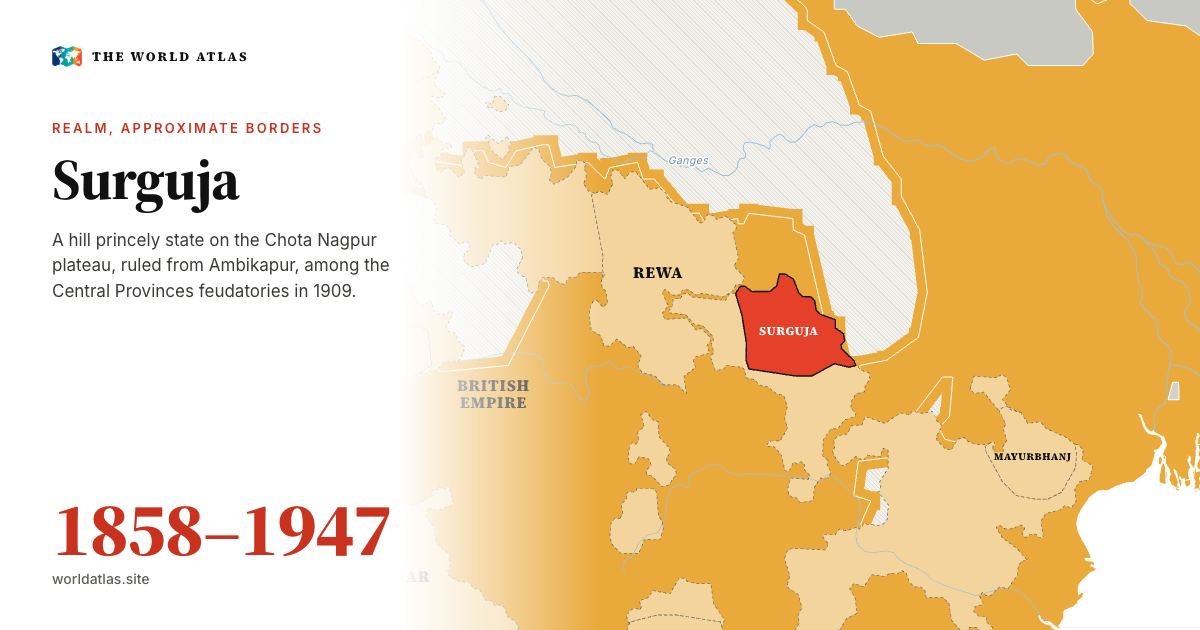 THE WORLD ATLAS
REALM, APPROXIMATE BORDERS
Surguja
A hill princely state on the Chota Nagpur
plateau, ruled from Ambikapur, among the
Central Provinces feudatories in 1909.
1858–1947
worldatlas.site
Ganges
REWA
SURGUJA
BRITISH
EMPIRE
MAYURBHANJ
AR